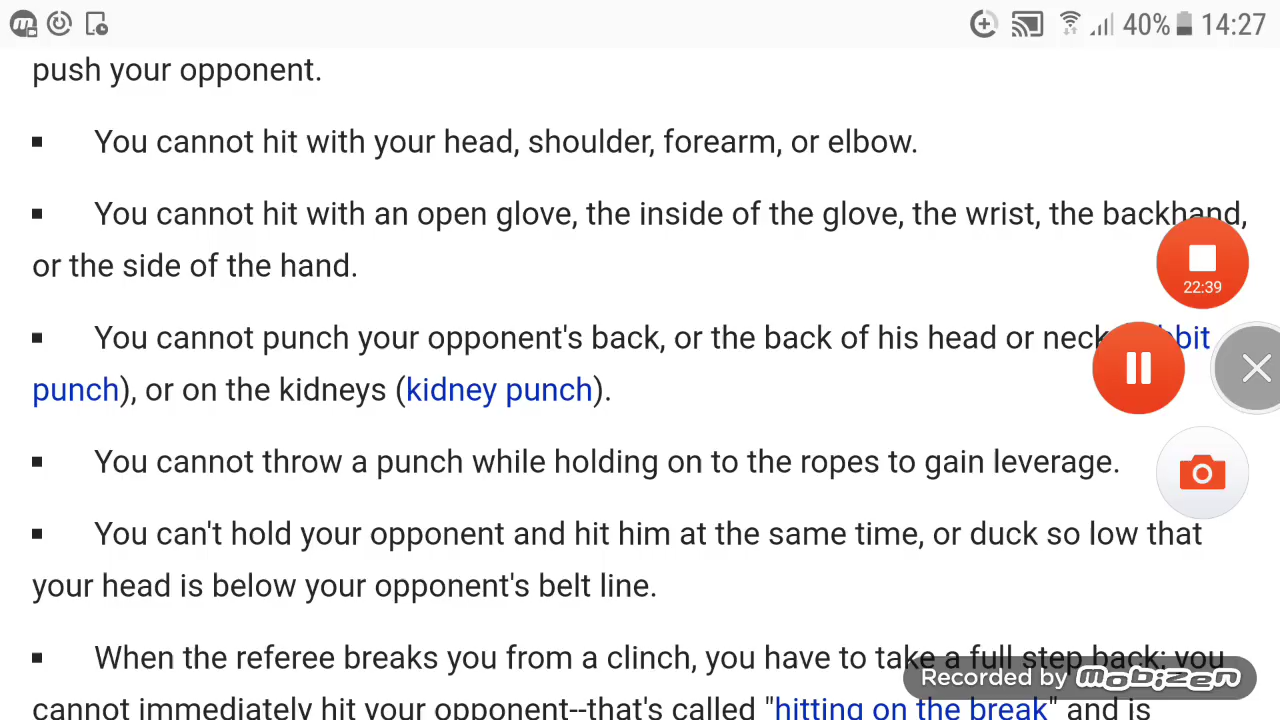 40% 14:27
push your opponent.
▪ You cannot hit with your head, shoulder, forearm, or elbow.
▪ You cannot hit with an open glove, the inside of the glove, the wrist, the backhand,
or the side of the hand.
22:39
▪ You cannot punch your opponent's back, or the back of his head or neck
punch), or on the kidneys (kidney punch).
▪ You cannot throw a punch while holding on to the ropes to gain leverage.
▪ You can't hold your opponent and hit him at the same time, or duck so low that
your head is below your opponent's belt line.
▪ When the referee breaks you from a clinch, you have to take a full step back; you
Recorded by mobizen
cannot immediately hit your opponent--that's called "hitting on the break" and is